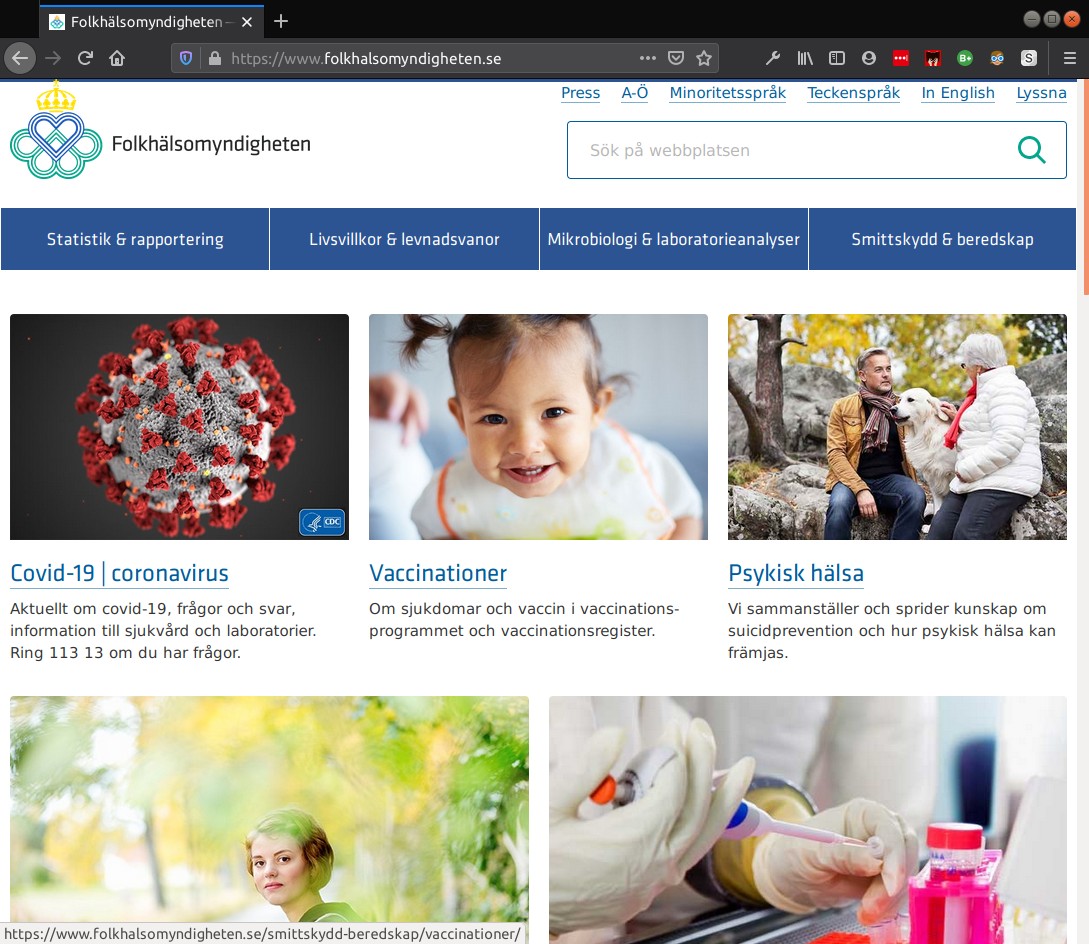 Folkhälsomyndigheten –
https://www.folkhalsomyndigheten.se
B+
S
Press A-Ö Minoritetsspråk Teckenspråk In English Lyssna
Folkhälsomyndigheten
Sök på webbplatsen
Statistik & rapportering
Livsvillkor & levnadsvanor
Mikrobiologi & laboratorieanalyser
Smittskydd & beredskap
CDC
Covid-19 | coronavirus
Aktuellt om covid-19, frågor och svar,
information till sjukvård och laboratorier.
Ring 113 13 om du har frågor.
Vaccinationer
Om sjukdomar och vaccin i vaccinations-
programmet och vaccinationsregister.
Psykisk hälsa
Vi sammanställer och sprider kunskap om
suicidprevention och hur psykisk hälsa kan
främjas.
https://www.folkhalsomyndigheten.se/smittskydd-beredskap/vaccinationer/